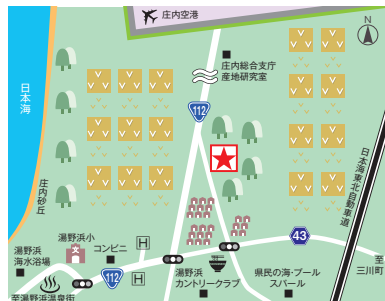 庄内空港
N
庄内総合支庁
産地研究室
日本海
112
庄内砂丘
日本海東北自動車道
湯野浜小
コンビニ
H
43
湯野浜
海水浴場
112
H
至
三川町
湯野浜
カントリークラブ
県民の海・プール
スパール
至湯野浜温泉街